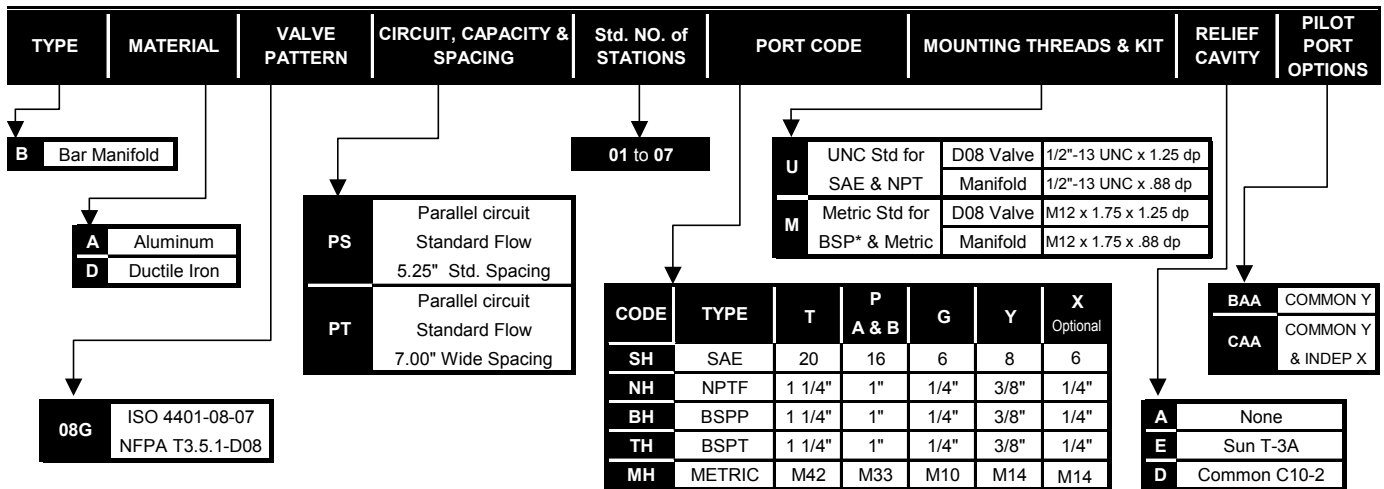 TYPE
MATERIAL
VALVE
PATTERN
CIRCUIT, CAPACITY &
SPACING
Std. NO. of
STATIONS
PORT CODE
MOUNTING THREADS & KIT
RELIEF
CAVITY
PILOT
PORT
OPTIONS
B Bar Manifold
A Aluminum
D Ductile Iron
08G
ISO 4401-08-07
NFPA T3.5.1-D08
PS
Parallel circuit
Standard Flow
5.25" Std. Spacing
PT
Parallel circuit
Standard Flow
7.00" Wide Spacing
01 to 07
U
UNC Std for D08 Valve 1/2"-13 UNC x 1.25 dp
SAE & NPT Manifold 1/2"-13 UNC x .88 dp
M
Metric Std for D08 Valve M12 x 1.75 x 1.25 dp
BSP* & Metric Manifold M12 x 1.75 x .88 dp
CODE TYPE T P A & B G Y X Optional
SH SAE 20 16 6 8 6
NH NPTF 1 1/4" 1" 1/4" 3/8" 1/4"
BH BSPP 1 1/4" 1" 1/4" 3/8" 1/4"
TH BSPT 1 1/4" 1" 1/4" 3/8" 1/4"
MH METRIC M42 M33 M10 M14 M14
A None
E Sun T-3A
D Common C10-2
BAA COMMON Y
CAA
COMMON Y
& INDEP X